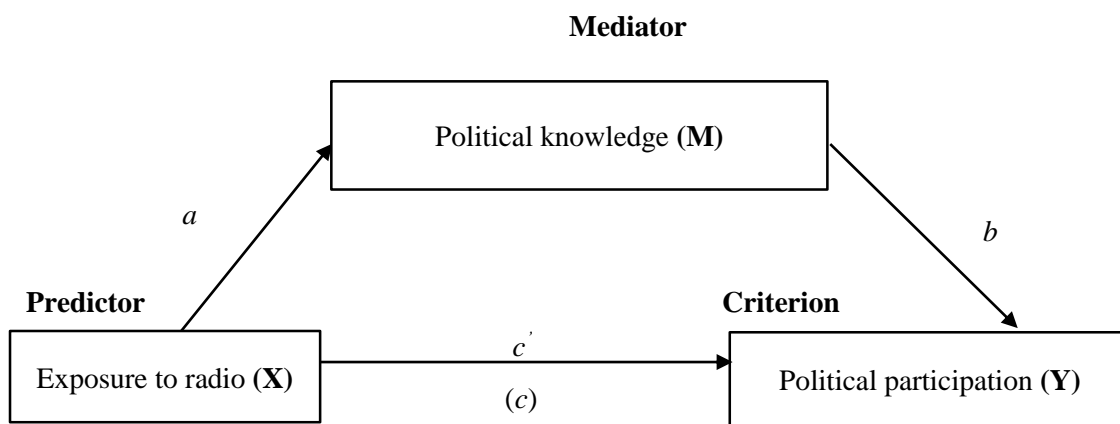 Mediator
Political knowledge (M)
a
b
Predictor
Criterion
Exposure to radio (X)
c’
(c)
Political participation (Y)